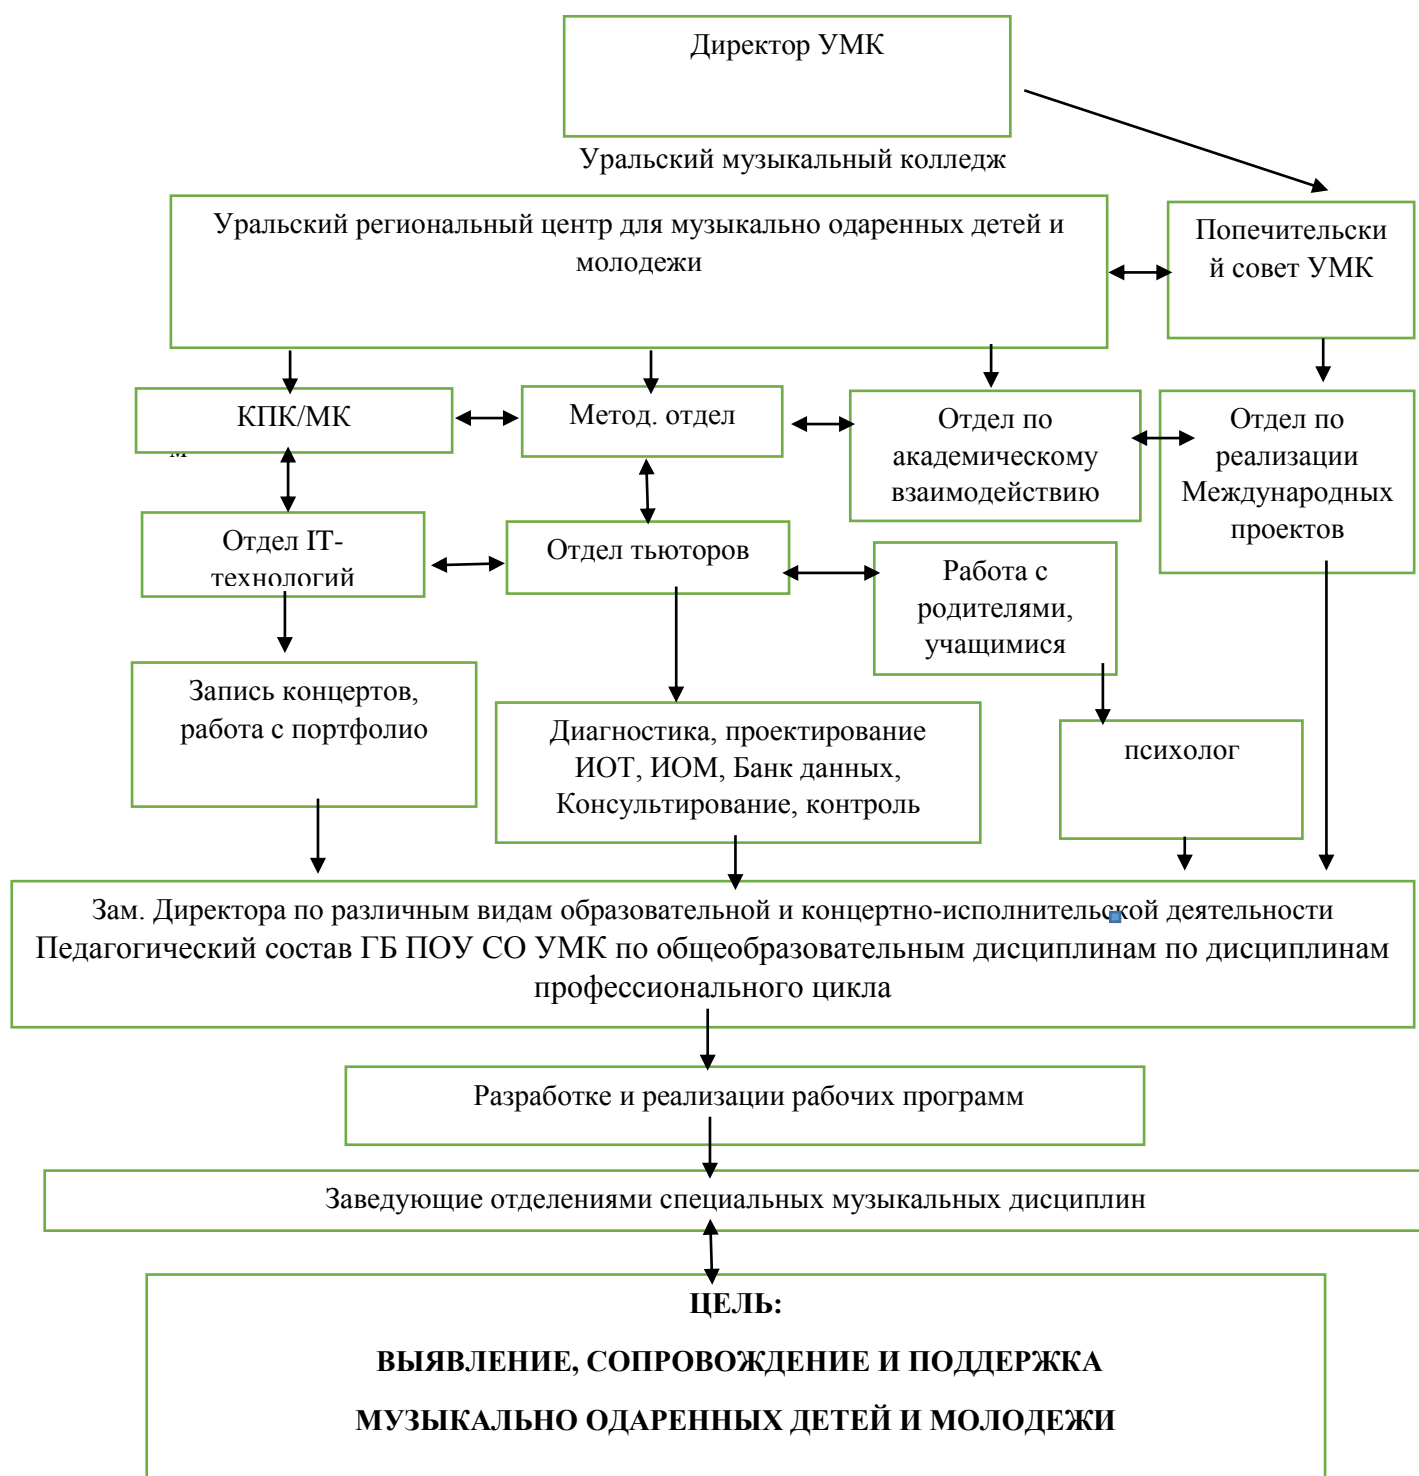 Директор УМК
Уральский музыкальный колледж
Уральский региональный центр для музыкально одаренных детей и
молодежи
Попечительски
й совет УМК
КПК/МК
м
Метод. отдел
Отдел по
академическому
взаимодействию
Отдел по
реализации
Международных
проектов
Отдел IT-
технологий
Отдел тьюторов
Работа с
родителями,
учащимися
Запись концертов,
работа с портфолио
Диагностика, проектирование
ИОТ, ИОМ, Банк данных,
Консультирование, контроль
психолог
Зам. Директора по различным видам образовательной и концертно-исполнительской деятельности
Педагогический состав ГБ ПОУ СО УМК по общеобразовательным дисциплинам по дисциплинам
профессионального цикла
Разработке и реализации рабочих программ
Заведующие отделениями специальных музыкальных дисциплин
ЦЕЛЬ:
ВЫЯВЛЕНИЕ, СОПРОВОЖДЕНИЕ И ПОДДЕРЖКА
МУЗЫКАЛЬНО ОДАРЕННЫХ ДЕТЕЙ И МОЛОДЕЖИ